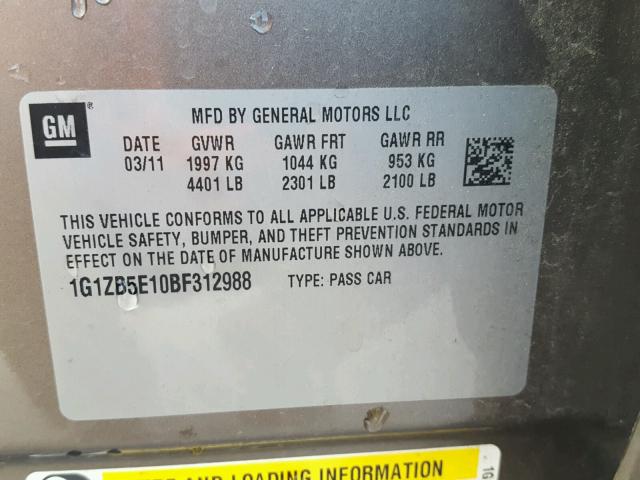 GM®
MFD BY GENERAL MOTORS LLC
DATE GVWR GAWR FRT GAWR RR
03/11 1997 KG 1044 KG 953 KG
4401 LB 2301 LB 2100 LB
THIS VEHICLE CONFORMS TO ALL APPLICABLE U.S. FEDERAL MOTOR
VEHICLE SAFETY, BUMPER, AND THEFT PREVENTION STANDARDS IN
EFFECT ON THE DATE OF MANUFACTURE SHOWN ABOVE.
1G1ZB5E10BF312988 TYPE: PASS CAR
AND LOADING INFORMATION
1G